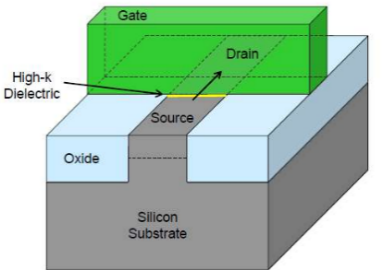 Gate
Drain
High-k
Dielectric
Source
Oxide
Silicon
Substrate